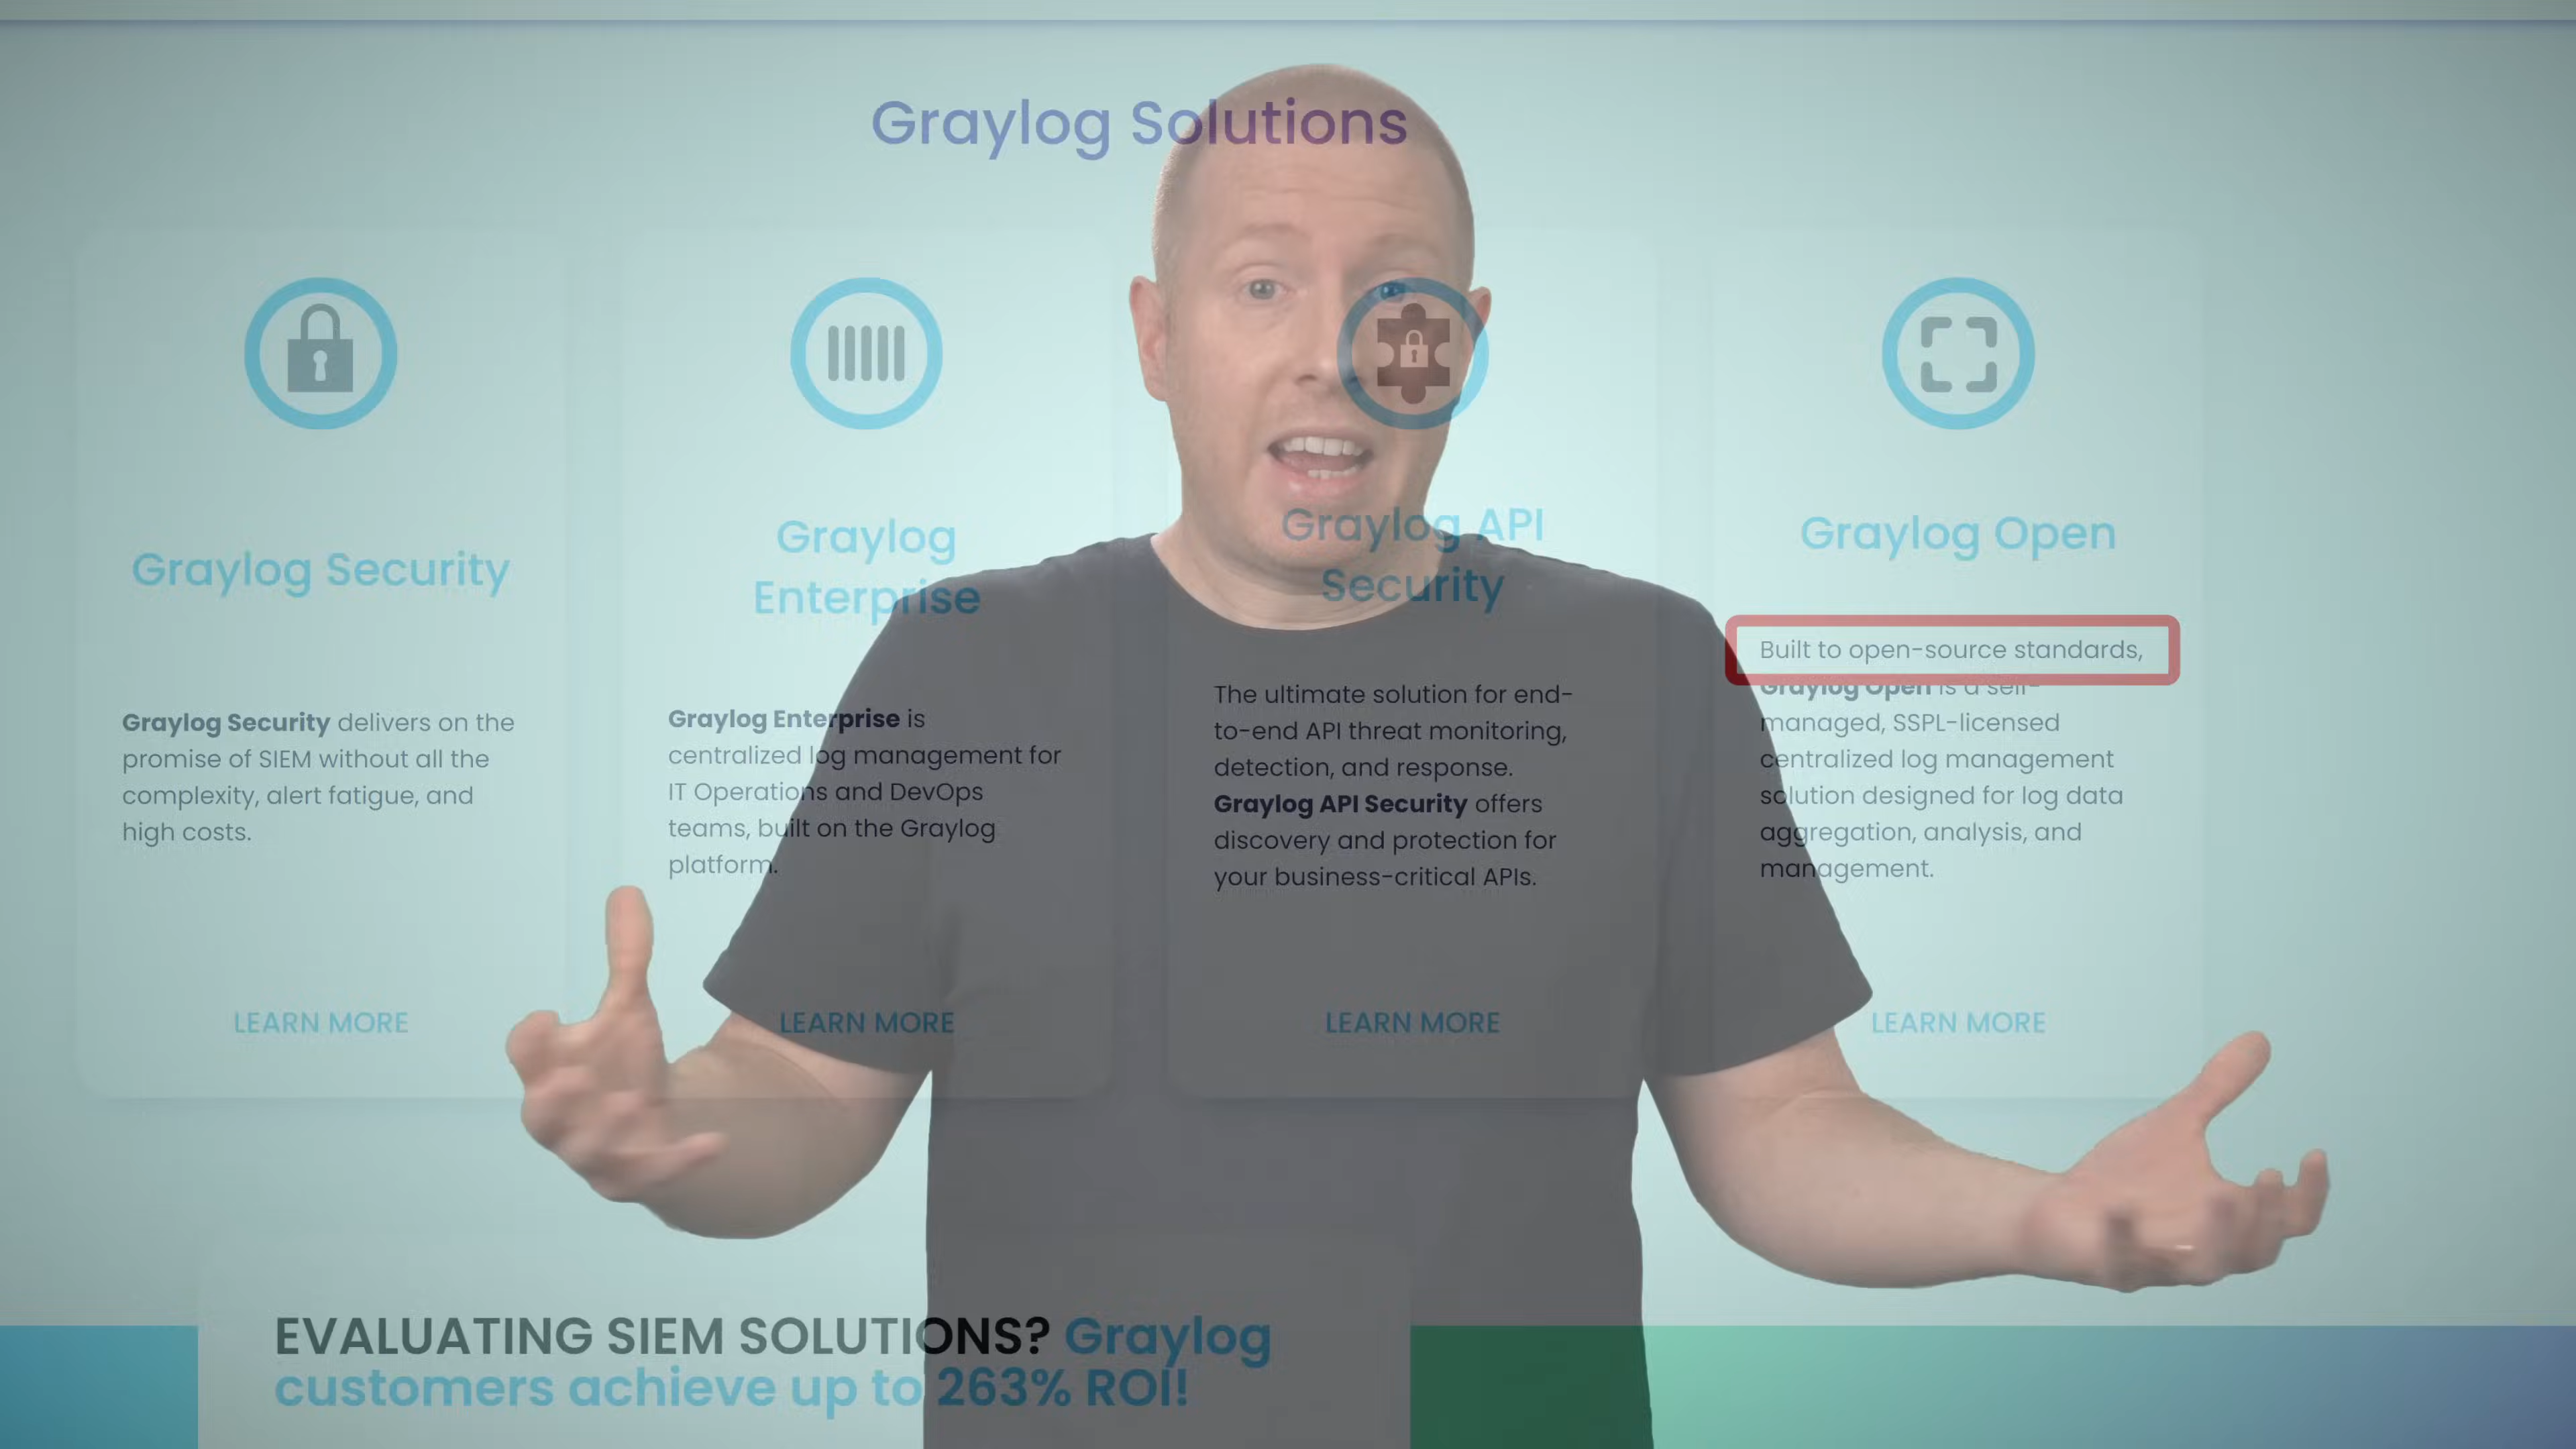 Graylog Solutions
Graylog Security
Graylog Security delivers on the
promise of SIEM without all the
complexity, alert fatigue, and
high costs.
LEARN MORE
Graylog
Enterprise
Graylog Enterprise is
centralized log management for
IT Operations and DevOps
teams, built on the Graylog
platform.
LEARN MORE
Graylog API
Security
The ultimate solution for end-
to-end API threat monitoring,
detection, and response.
Graylog API Security offers
discovery and protection for
your business-critical APIs.
LEARN MORE
Graylog Open
Built to open-source standards,
Graylog Open is a self-
managed, SSPL-licensed
centralized log management
solution designed for log data
aggregation, analysis, and
management.
LEARN MORE
EVALUATING SIEM SOLUTIONS? Graylog
customers achieve up to 263% ROI!